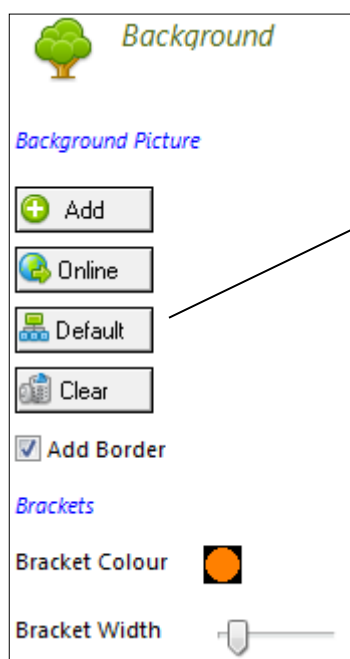 Background
Background Picture
Add
Online
Default
Clear
Add Border
Brackets
Bracket Colour
Bracket Width